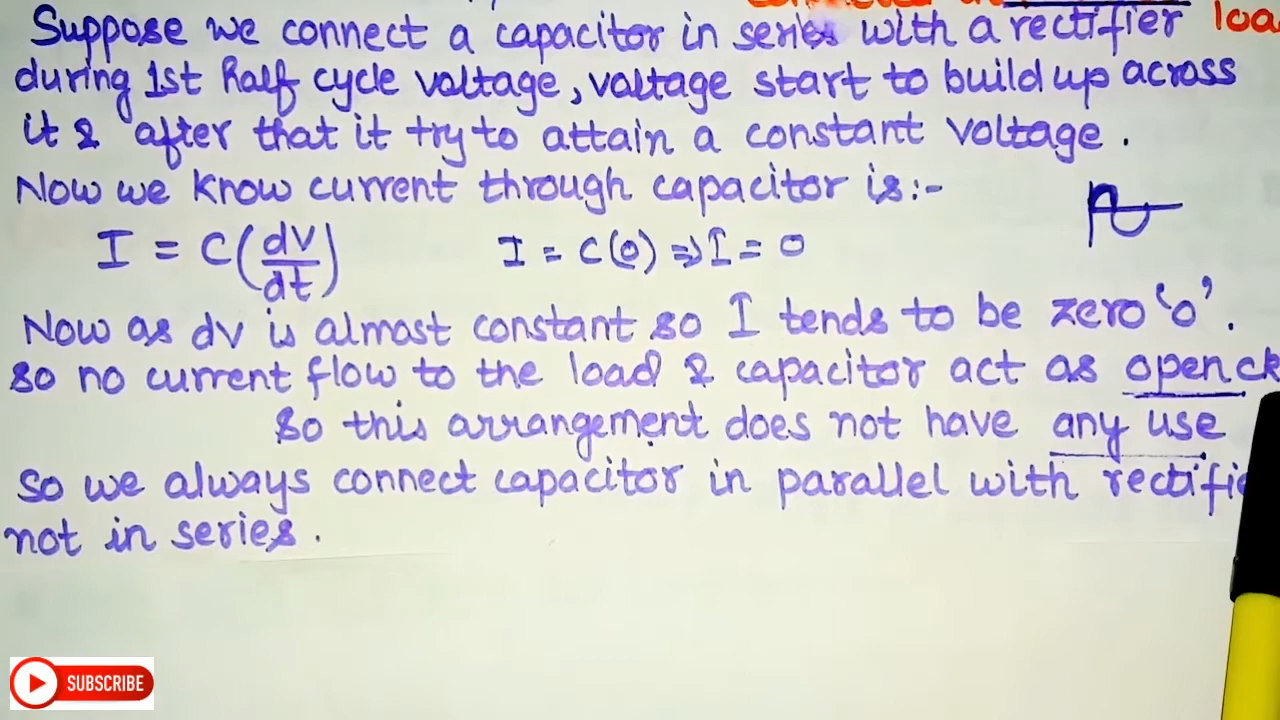 load
Suppose we connect a capacitor in series with a rectifier
during 1st half cycle voltage, voltage start to build up across
it & after that it try to attain a constant voltage.
Now we know current through capacitor is:-
I = C(dV/dt)    I = C(0) ⇒ I = 0
Now as dv is almost constant so I tends to be zero 'o'.
so no current flow to the load & capacitor act as open ck
So this arrangement does not have any use
So we always connect capacitor in parallel with rectifie
not in series.
SUBSCRIBE